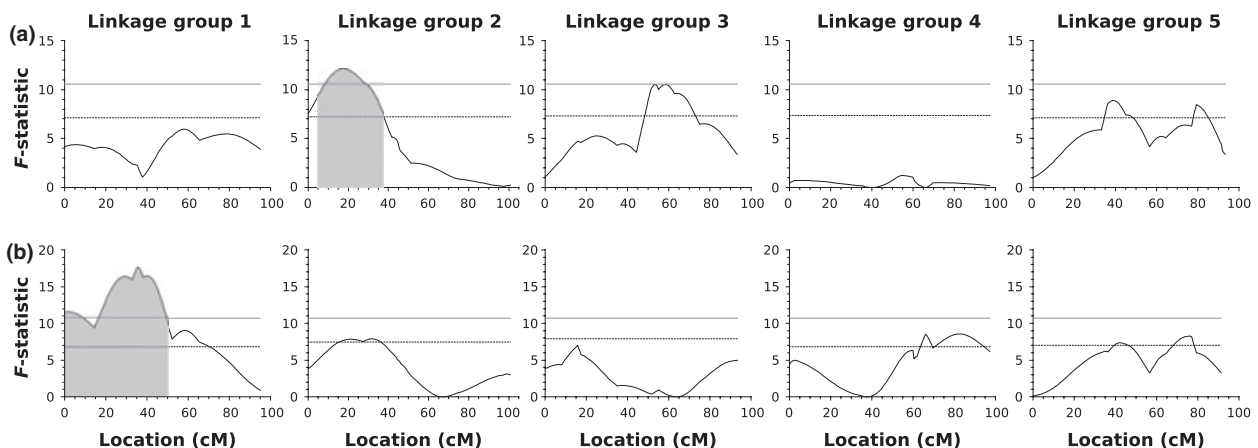 Linkage group 1 Linkage group 2 Linkage group 3 Linkage group 4 Linkage group 5
(a)
F-statistic
15 15 15 15 15
10 10 10 10 10
5 5 5 5 5
0 0 0 0 0
0 20 40 60 80 100 0 20 40 60 80 100 0 20 40 60 80 100 0 20 40 60 80 100 0 20 40 60 80 100
(b)
F-statistic
20 20 20 20 20
15 15 15 15 15
10 10 10 10 10
5 5 5 5 5
0 0 0 0 0
0 20 40 60 80 100 0 20 40 60 80 100 0 20 40 60 80 100 0 20 40 60 80 100 0 20 40 60 80 100
Location (cM) Location (cM) Location (cM) Location (cM) Location (cM)